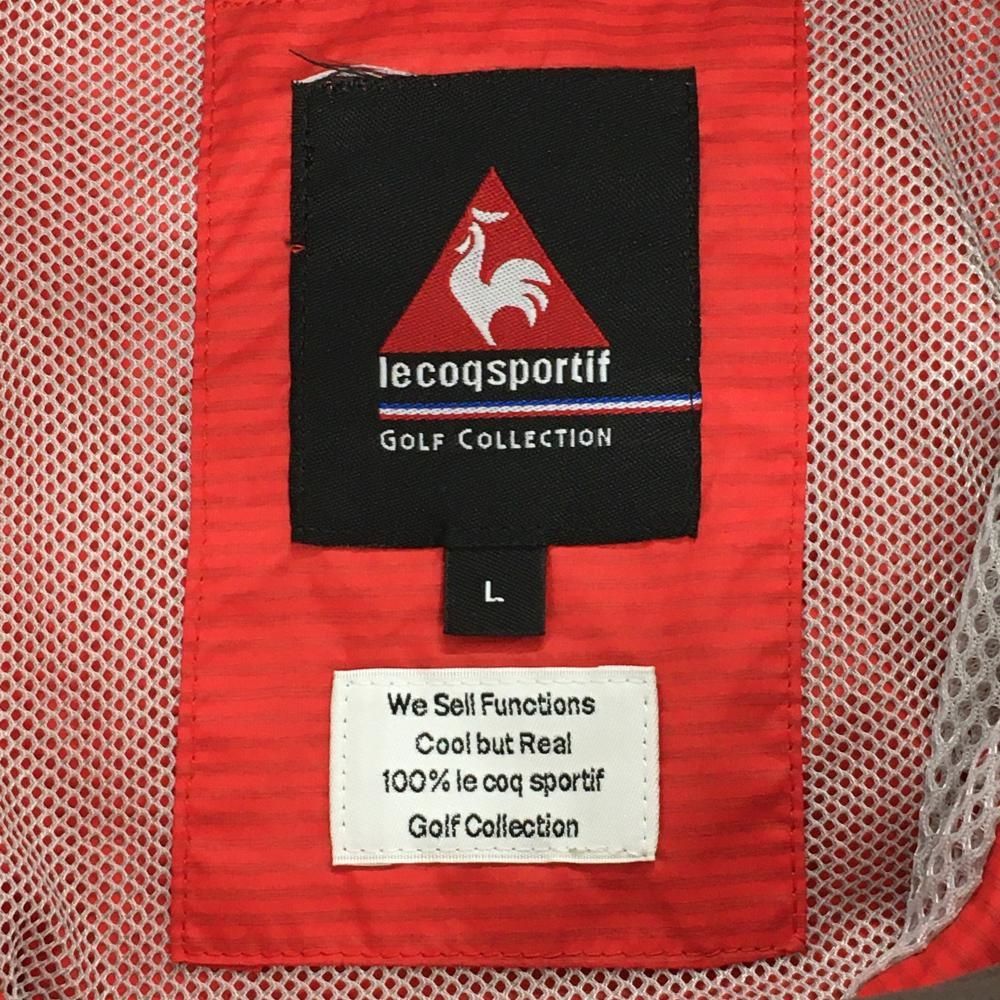 lecoqsportif
GOLF COLLECTION
L
We Sell Functions
Cool but Real
100% le coq sportif
Golf Collection